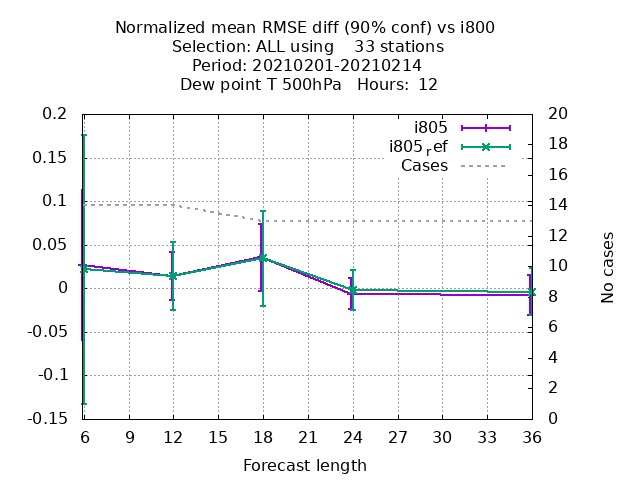 Normalized mean RMSE diff (90% conf) vs i800
Selection: ALL using    33 stations
Period: 20210201-20210214
Dew point T 500hPa   Hours:  12
i805
i805ref
Cases
0.2
0.15
0.1
0.05
0
-0.05
-0.1
-0.15
20
18
16
14
12
10
8
6
4
2
0
No cases
6 9 12 15 18 21 24 27 30 33 36
Forecast length